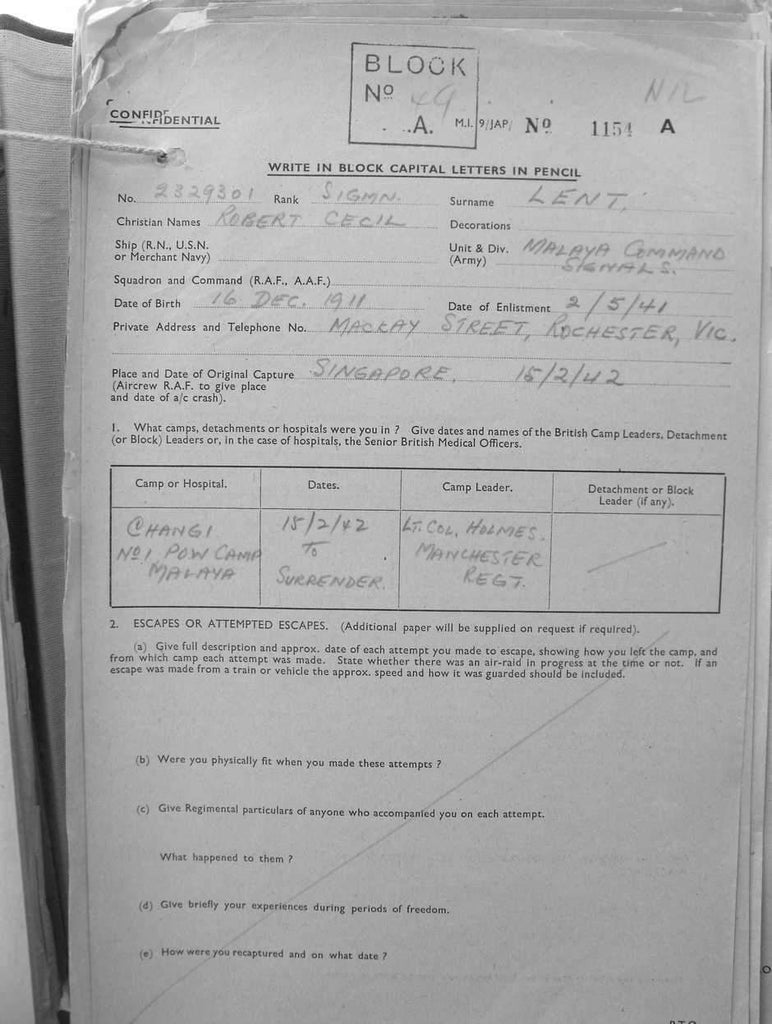 BLOCK
Nº 49
A.
NIL
CONFIDENTIAL
M.I. 9/JAP/ Nº 1154 A
WRITE IN BLOCK CAPITAL LETTERS IN PENCIL
No. 2329301 Rank SIGMN. Surname LENT,
Christian Names ROBERT CECIL Decorations
Ship (R.N., U.S.N.
or Merchant Navy)
Unit & Div. MALAYA COMMAND
(Army) SIGNALS.
Squadron and Command (R.A.F., A.A.F.)
Date of Birth 16 DEC. 1911 Date of Enlistment 2/5/41
Private Address and Telephone No. MACKAY STREET, ROCHESTER, VIC.
Place and Date of Original Capture SINGAPORE, 15/2/42
(Aircrew R.A.F. to give place
and date of a/c crash).
1. What camps, detachments or hospitals were you in ? Give dates and names of the British Camp Leaders, Detachment
(or Block) Leaders or, in the case of hospitals, the Senior British Medical Officers.
Camp or Hospital. Dates. Camp Leader. Detachment or Block
Leader (if any).
CHANGI 15/2/42 LT. COL. HOLMES.
Nº1 POW CAMP TO MANCHESTER
MALAYA SURRENDER. REGT.
2. ESCAPES OR ATTEMPTED ESCAPES. (Additional paper will be supplied on request if required).
(a) Give full description and approx. date of each attempt you made to escape, showing how you left the camp, and
from which camp each attempt was made. State whether there was an air-raid in progress at the time or not. If an
escape was made from a train or vehicle the approx. speed and how it was guarded should be included.
(b) Were you physically fit when you made these attempts ?
(c) Give Regimental particulars of anyone who accompanied you on each attempt.
What happened to them ?
(d) Give briefly your experiences during periods of freedom.
(e) How were you recaptured and on what date ?